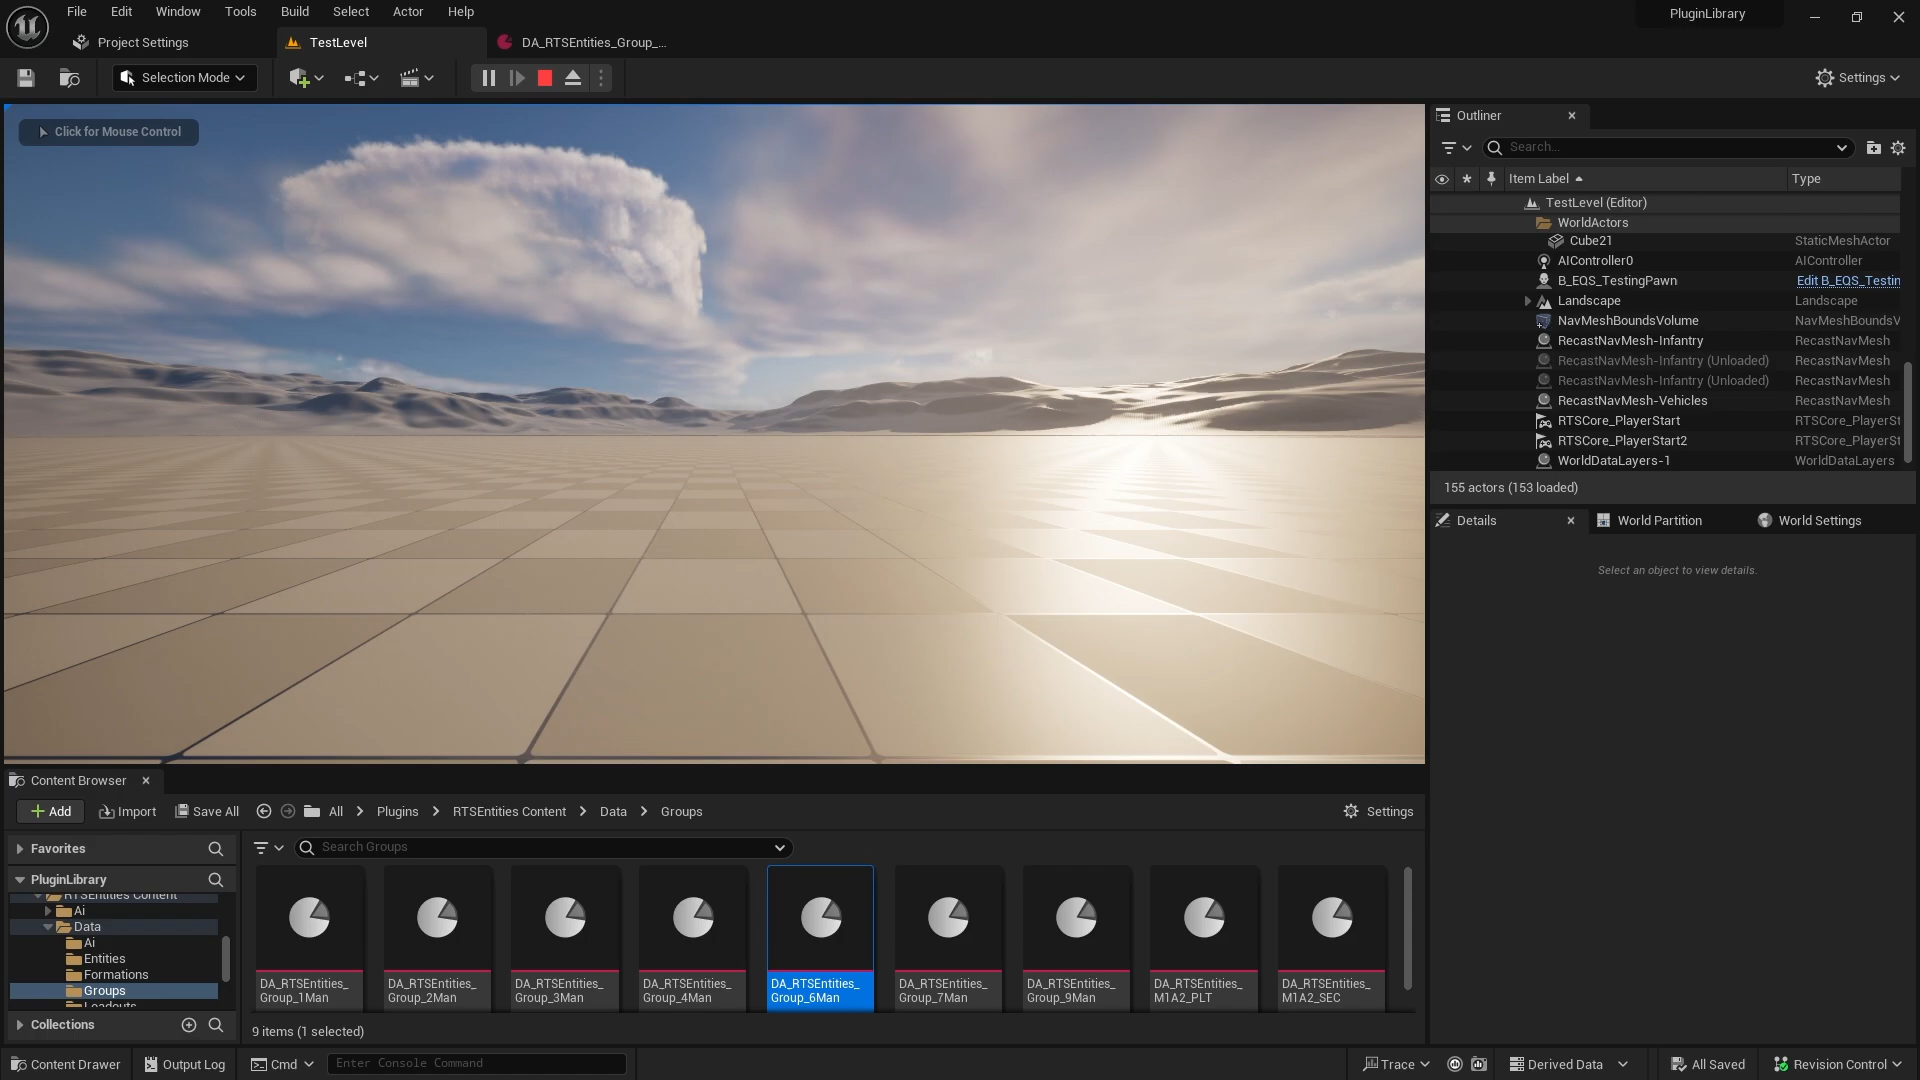 File Edit Window Tools Build Select Actor Help
PluginLibrary
Project Settings
TestLevel
DA_RTSEntities_Group_...
Selection Mode
Settings
Click for Mouse Control
Outliner
Search...
Item Label
Type
TestLevel (Editor)
WorldActors
Cube21 StaticMeshActor
AIController0 AIController
B_EQS_TestingPawn Edit B_EQS_Testin
Landscape Landscape
NavMeshBoundsVolume NavMeshBoundsV
RecastNavMesh-Infantry RecastNavMesh
RecastNavMesh-Infantry (Unloaded) RecastNavMesh
RecastNavMesh-Infantry (Unloaded) RecastNavMesh
RecastNavMesh-Vehicles RecastNavMesh
RTSCore_PlayerStart RTSCore_PlayerSt
RTSCore_PlayerStart2 RTSCore_PlayerSt
WorldDataLayers-1 WorldDataLayers
155 actors (153 loaded)
Details
World Partition
World Settings
Select an object to view details.
Content Browser
Add Import Save All All Plugins RTSEntities Content Data Groups Settings
Favorites
Search Groups
PluginLibrary
RTSEntities Content
Ai
Data
Ai
Entities
Formations
Groups
Loadouts
Collections
DA_RTSEntities_
Group_1Man
DA_RTSEntities_
Group_2Man
DA_RTSEntities_
Group_3Man
DA_RTSEntities_
Group_4Man
DA_RTSEntities_
Group_6Man
DA_RTSEntities_
Group_7Man
DA_RTSEntities_
Group_9Man
DA_RTSEntities_
M1A2_PLT
DA_RTSEntities_
M1A2_SEC
9 items (1 selected)
Content Drawer Output Log Cmd Enter Console Command Trace Derived Data All Saved Revision Control